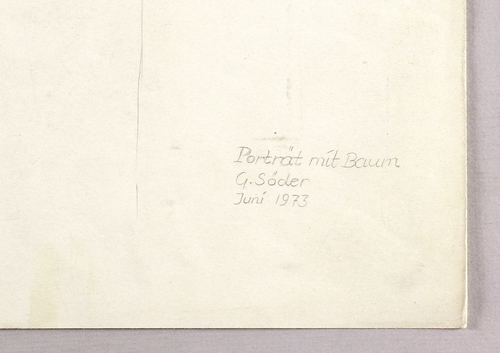 Porträt mit Baum
G. Söder
Juni 1973